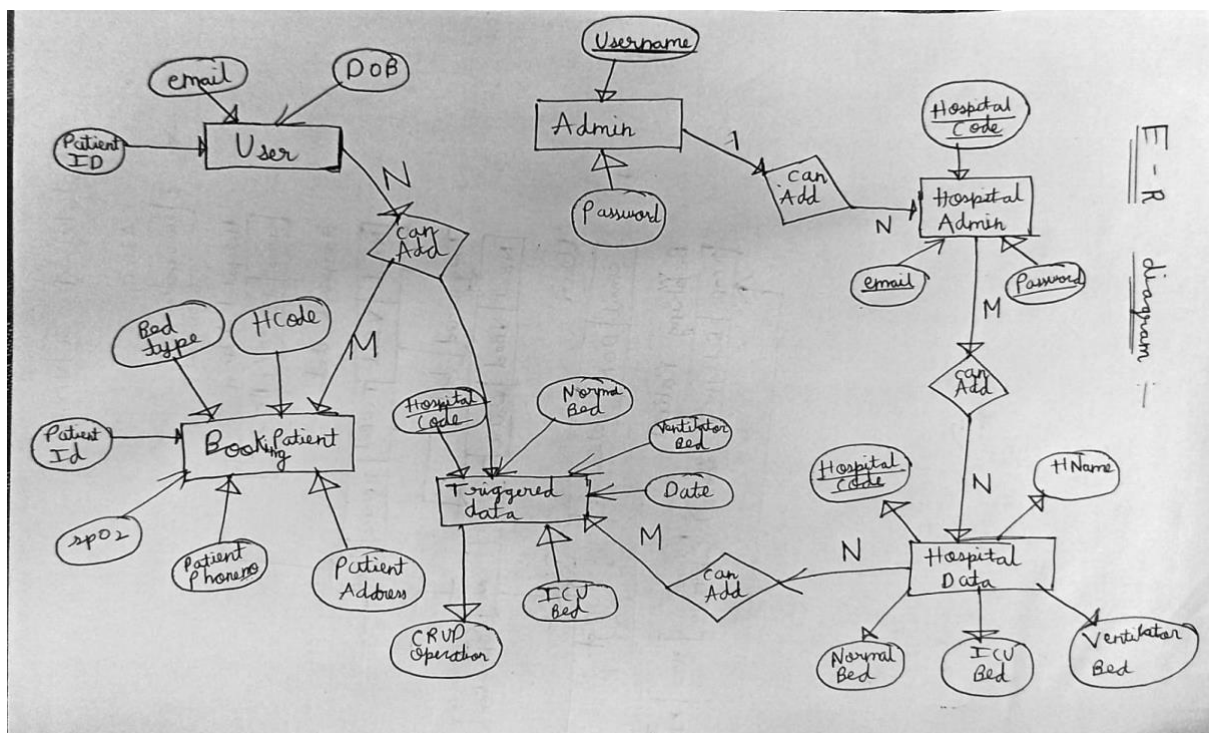 E-R diagram -
Username
email
DOB
Patient
ID
User
Admin
Password
1
can
Add
N
Hospital
Code
Hospital
Admin
email
Password
N
can
Add
M
M
can
Add
N
Bed
type
HCode
Patient
Id
Booking Patient
spO2
Patient
Phoneno
Patient
Address
Hospital
Code
Normal
Bed
Ventilator
Bed
Date
Triggered
data
ICU
Bed
CRUD
Operation
M
can
Add
N
Hospital
Code
HName
Hospital
Data
Normal
Bed
ICU
Bed
Ventilator
Bed